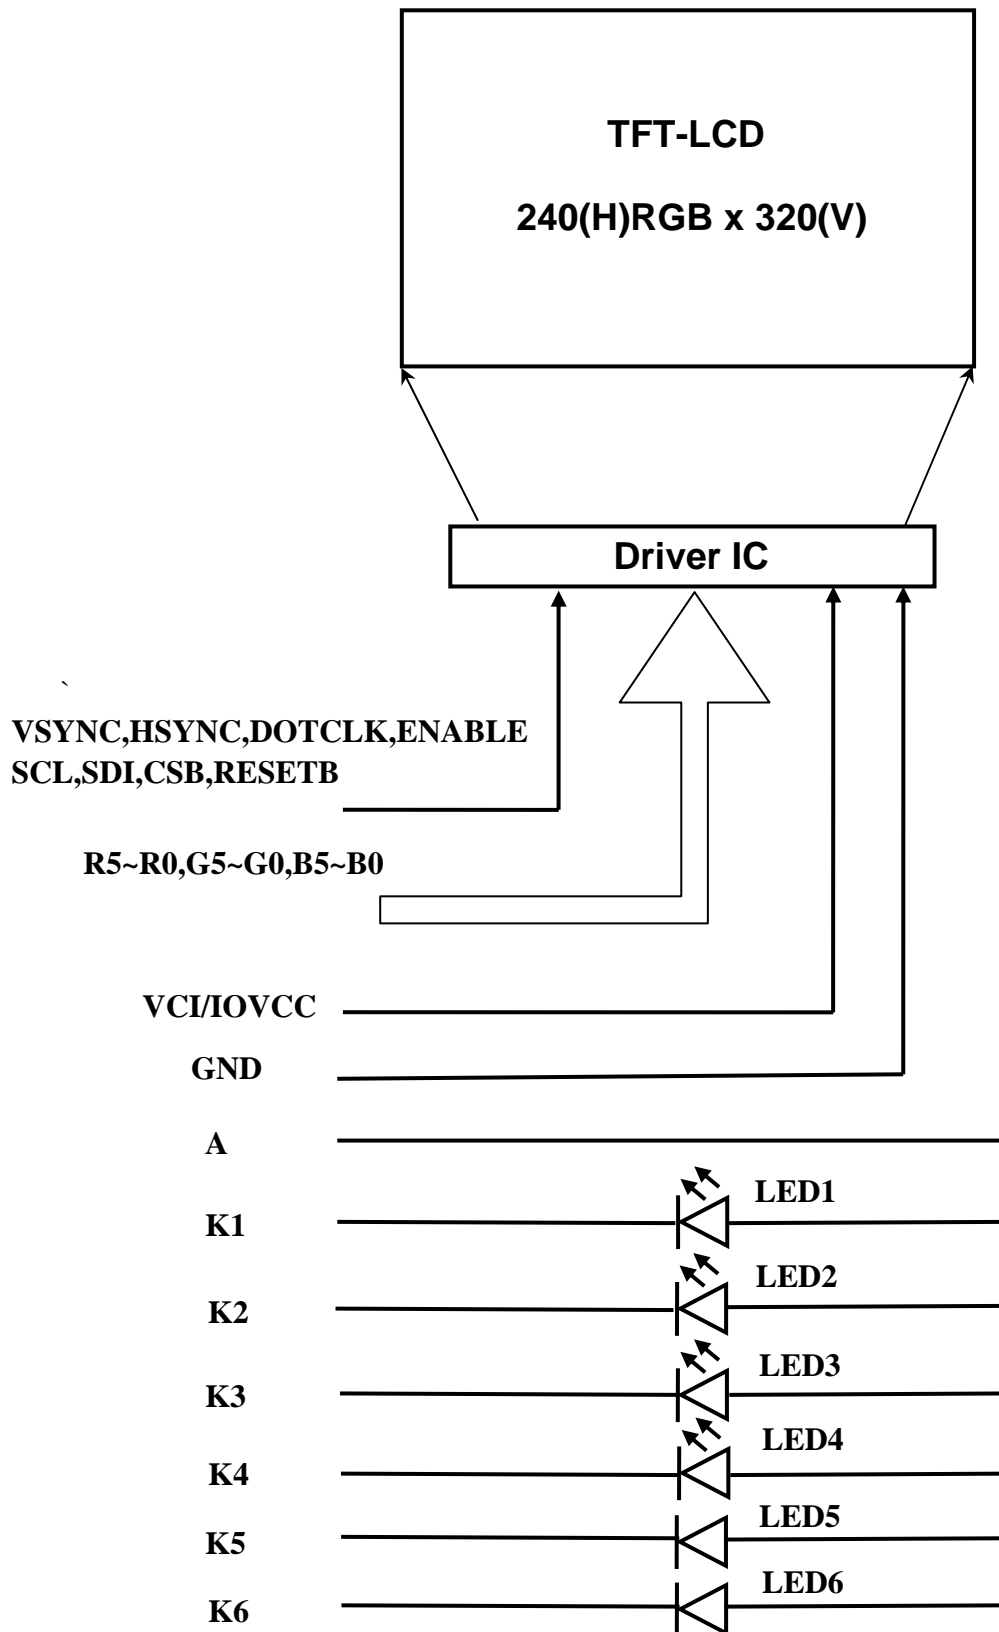 TFT-LCD
240(H)RGB x 320(V)
Driver IC
`
VSYNC,HSYNC,DOTCLK,ENABLE
SCL,SDI,CSB,RESETB
R5~R0,G5~G0,B5~B0
VCI/IOVCC
GND
A
LED1
K1
LED2
K2
LED3
K3
LED4
K4
LED5
K5
LED6
K6